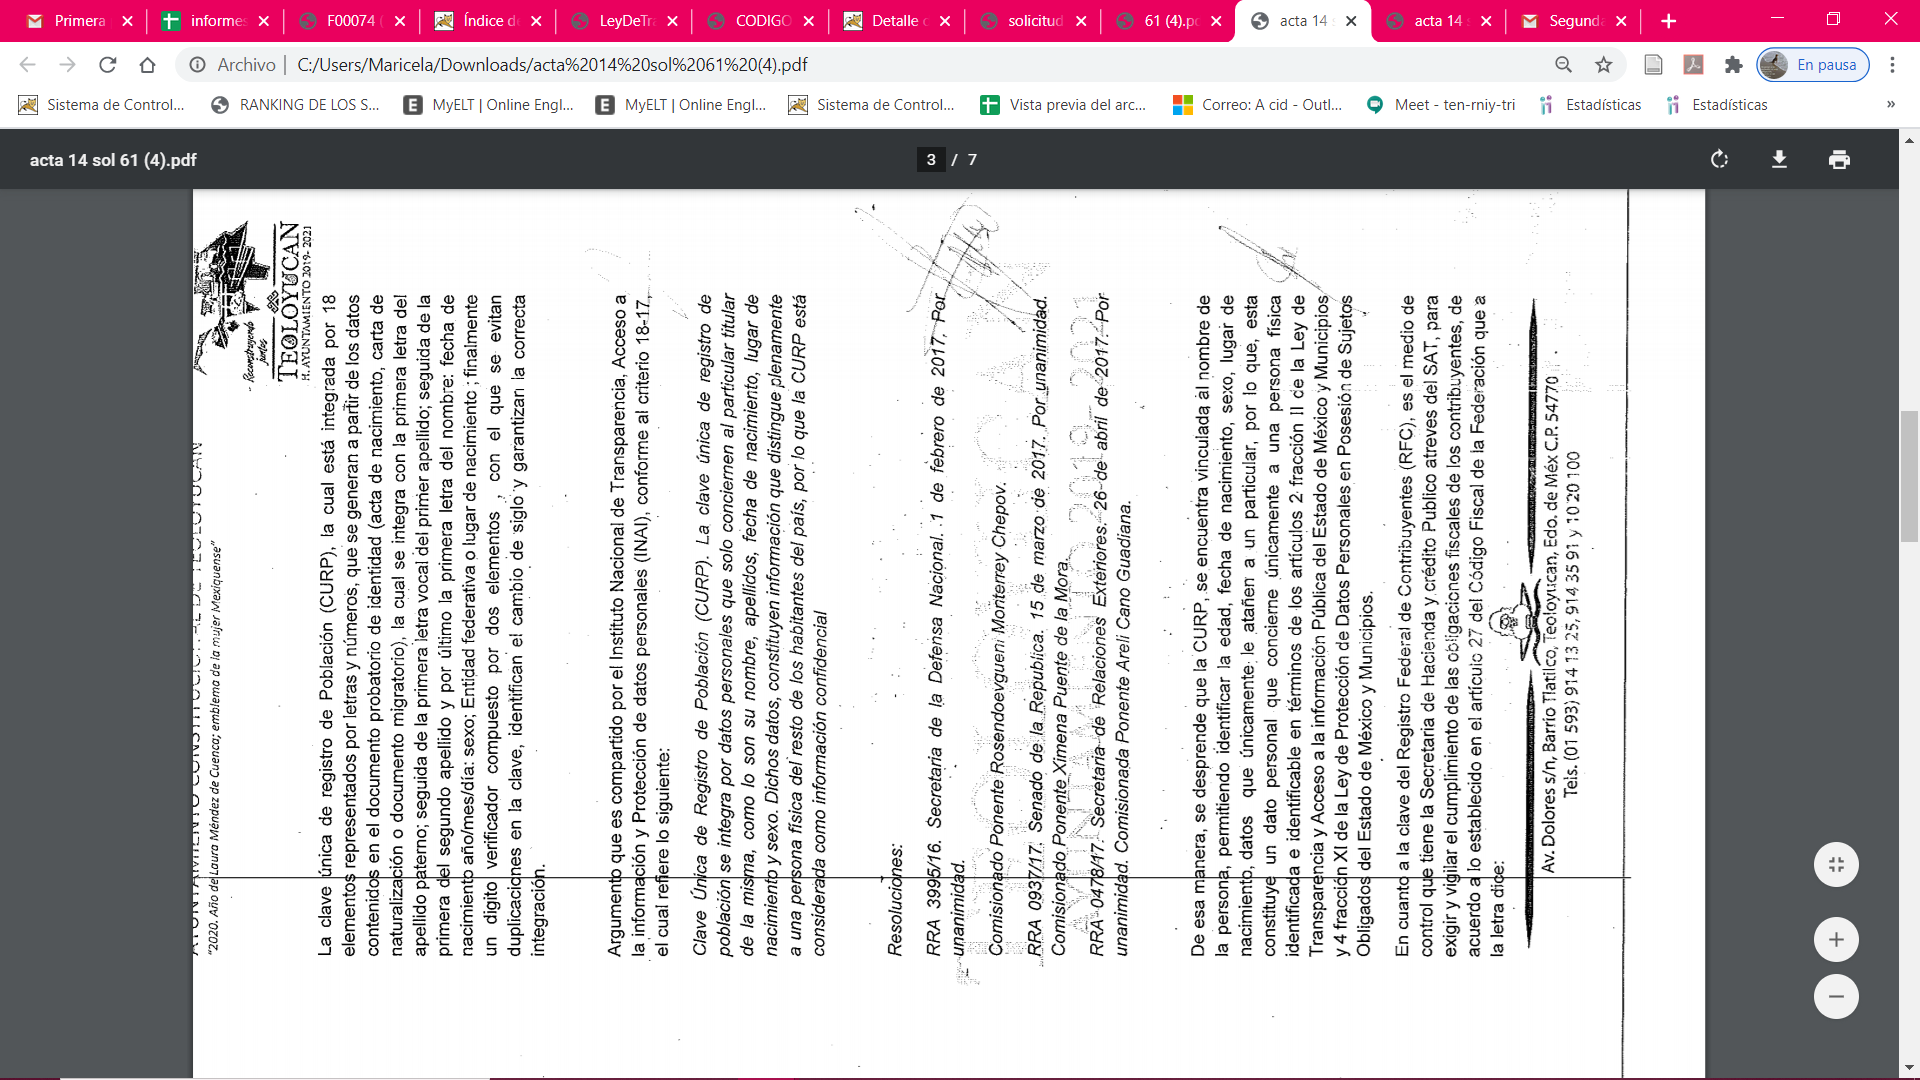 Primera
informes
F00074 (
Índice de
LeyDeTra
CODIGO
Detalle
solicitud
61 (4).pd
acta 14 s
acta 14 s
Segunda
Archivo | C:/Users/Maricela/Downloads/acta%2014%20sol%2061%20(4).pdf
En pausa
Sistema de Control...
RANKING DE LOS S...
MyELT | Online Engl...
MyELT | Online Engl...
Sistema de Control...
Vista previa del arc...
Correo: A cid - Outl...
Meet - ten-rniy-tri
Estadísticas
Estadísticas
»
acta 14 sol 61 (4).pdf
3 / 7
Reconstruyendo juntos
TEOLOYUCAN
H. AYUNTAMIENTO 2019-2021
AYUNTAMIENTO CONSTITUCIONAL DE TEOLOYUCAN
"2020. Año de Laura Méndez de Cuenca; emblema de la mujer Mexiquense"
La clave única de registro de Población (CURP), la cual está integrada por 18
elementos representados por letras y números, que se generan a partir de los datos
contenidos en el documento probatorio de identidad (acta de nacimiento, carta de
naturalización o documento migratorio), la cual se integra con la primera letra del
apellido paterno; seguida de la primera letra vocal del primer apellido; seguida de la
primera del segundo apellido y por último la primera letra del nombre: fecha de
nacimiento año/mes/día: sexo; Entidad federativa o lugar de nacimiento ; finalmente
un digito verificador compuesto por dos elementos , con el que se evitan
duplicaciones en la clave, identifican el cambio de siglo y garantizan la correcta
integración.
Argumento que es compartido por el Instituto Nacional de Transparencia, Acceso a
la información y Protección de datos personales (INAI), conforme al criterio 18-17,
el cual refiere lo siguiente:
Clave Única de Registro de Población (CURP). La clave única de registro de
población se integra por datos personales que solo conciernen al particular titular
de la misma, como lo son su nombre, apellidos, fecha de nacimiento, lugar de
nacimiento y sexo. Dichos datos, constituyen información que distingue plenamente
a una persona física del resto de los habitantes del país, por lo que la CURP está
considerada como información confidencial
Resoluciones:
RRA 3995/16. Secretaria de la Defensa Nacional. 1 de febrero de 2017. Por
unanimidad.
Comisionado Ponente Rosendoevgueni Monterrey Chepov.
RRA 0937/17. Senado de la Republica. 15 de marzo de 2017. Por unanimidad.
Comisionado Ponente Ximena Puente de la Mora.
RRA 0478/17. Secretaria de Relaciones Exteriores. 26 de abril de 2017. Por
unanimidad. Comisionada Ponente Areli Cano Guadiana.
De esa manera, se desprende que la CURP, se encuentra vinculada al nombre de
la persona, permitiendo identificar la edad, fecha de nacimiento, sexo, lugar de
nacimiento, datos que únicamente le atañen a un particular, por lo que, esta
constituye un dato personal que concierne únicamente a una persona física
identificada e identificable en términos de los artículos 2 fracción II de la Ley de
Transparencia y Acceso a la información Pública del Estado de México y Municipios
y 4 fracción XI de la Ley de Protección de Datos Personales en Posesión de Sujetos
Obligados del Estado de México y Municipios.
En cuanto a la clave del Registro Federal de Contribuyentes (RFC), es el medio de
control que tiene la Secretaria de Hacienda y crédito Publico atreves del SAT, para
exigir y vigilar el cumplimiento de las obligaciones fiscales de los contribuyentes, de
acuerdo a lo establecido en el artículo 27 del Código Fiscal de la Federación que a
la letra dice:
Av. Dolores s/n, Barrio Tlatilco, Teoloyucan, Edo. de Méx C.P. 54770
Tels. (01 593) 914 13 25, 914 35 91 y 10 20 100